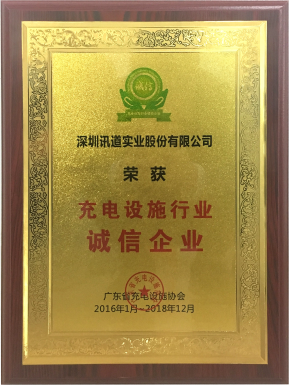 诚信
深圳讯道实业股份有限公司
荣获
充电设施行业
诚信企业
广东省充电设施协会
2016年1月~2018年12月